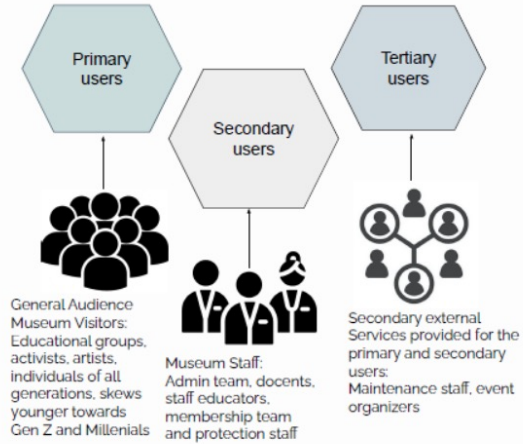 Primary
users
Secondary
users
Tertiary
users
General Audience
Museum Visitors:
Educational groups,
activists, artists,
individuals of all
generations, skews
younger towards
Gen Z and Millenials
Museum Staff:
Admin team, docents,
staff educators,
membership team
and protection staff
Secondary external
Services provided for the
primary and secondary
users:
Maintenance staff, event
organizers